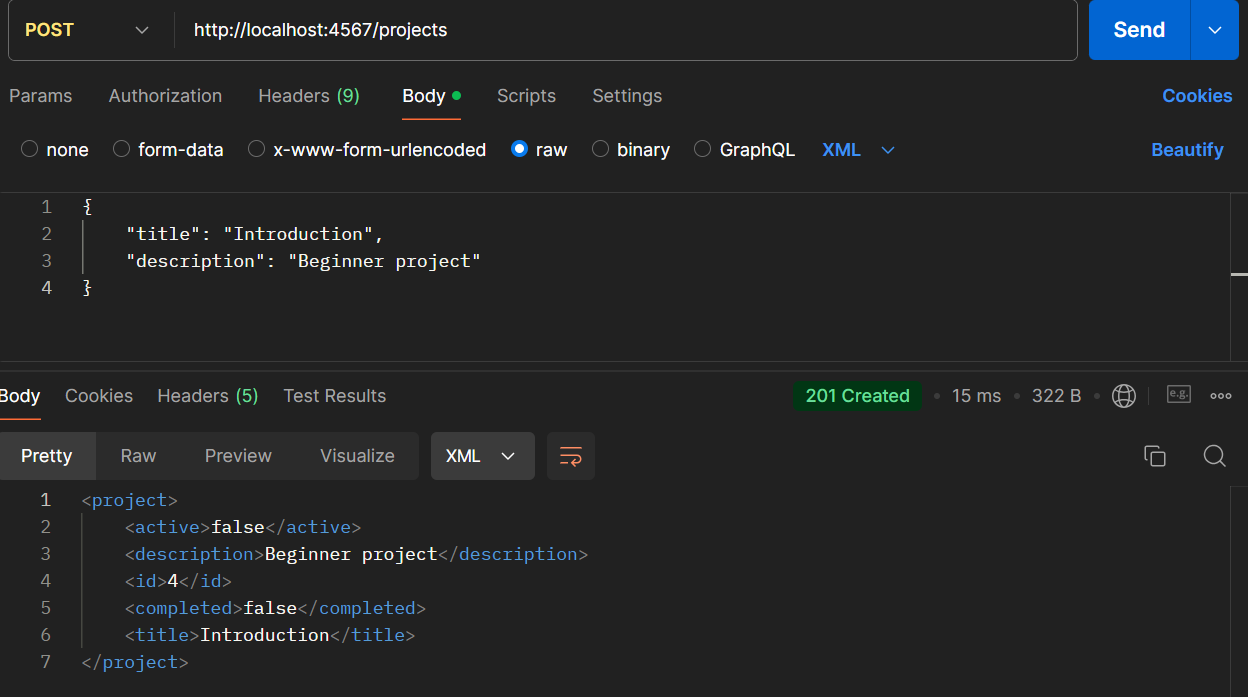 POST http://localhost:4567/projects Send
Params Authorization Headers (9) Body Scripts Settings Cookies
none form-data x-www-form-urlencoded raw binary GraphQL XML Beautify
1 {
2 "title": "Introduction",
3 "description": "Beginner project"
4 }
Body Cookies Headers (5) Test Results 201 Created 15 ms 322 B e.g.
Pretty Raw Preview Visualize XML
1 <project>
2 <active>false</active>
3 <description>Beginner project</description>
4 <id>4</id>
5 <completed>false</completed>
6 <title>Introduction</title>
7 </project>